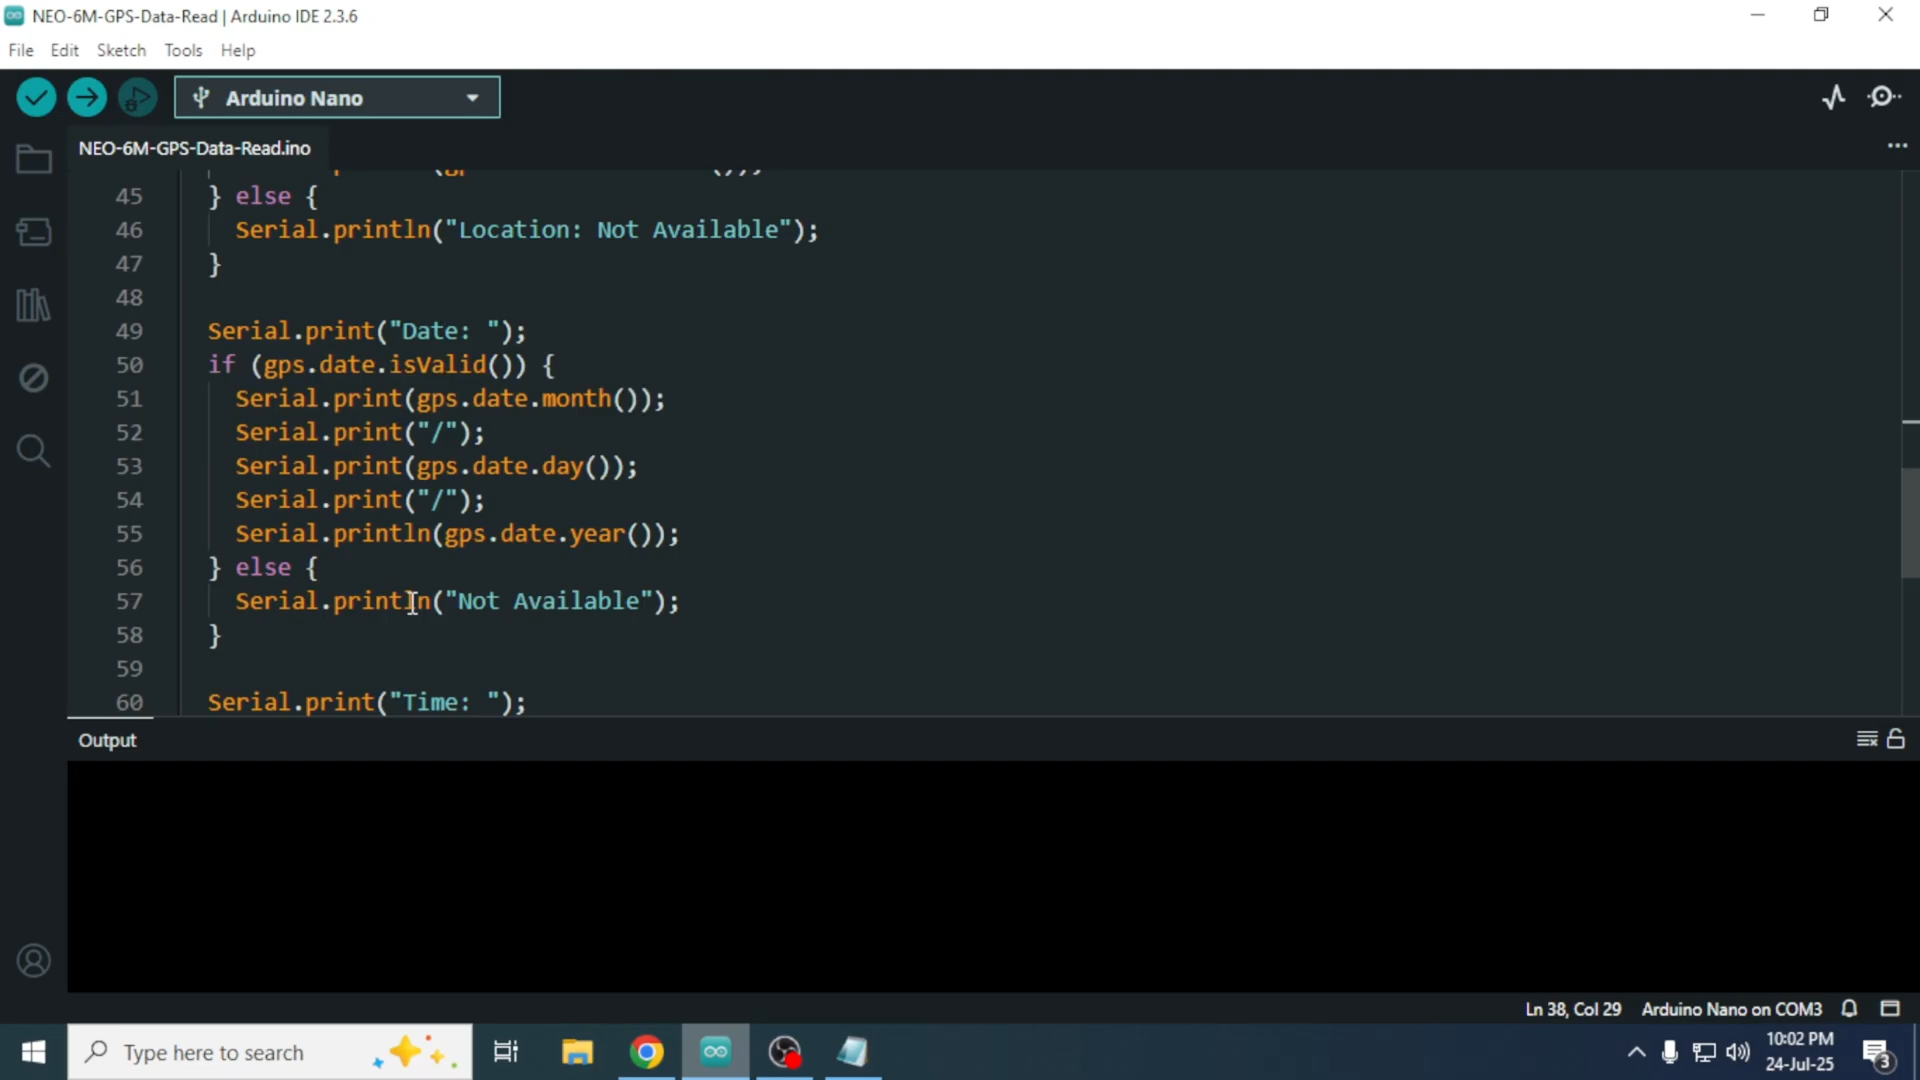 NEO-6M-GPS-Data-Read | Arduino IDE 2.3.6
File Edit Sketch Tools Help
Arduino Nano
NEO-6M-GPS-Data-Read.ino
45 } else {
46 Serial.println("Location: Not Available");
47 }
48
49 Serial.print("Date: ");
50 if (gps.date.isValid()) {
51 Serial.print(gps.date.month());
52 Serial.print("/");
53 Serial.print(gps.date.day());
54 Serial.print("/");
55 Serial.println(gps.date.year());
56 } else {
57 Serial.println("Not Available");
58 }
59
60 Serial.print("Time: ");
Output
Ln 38, Col 29 Arduino Nano on COM3
Type here to search
10:02 PM
24-Jul-25
3